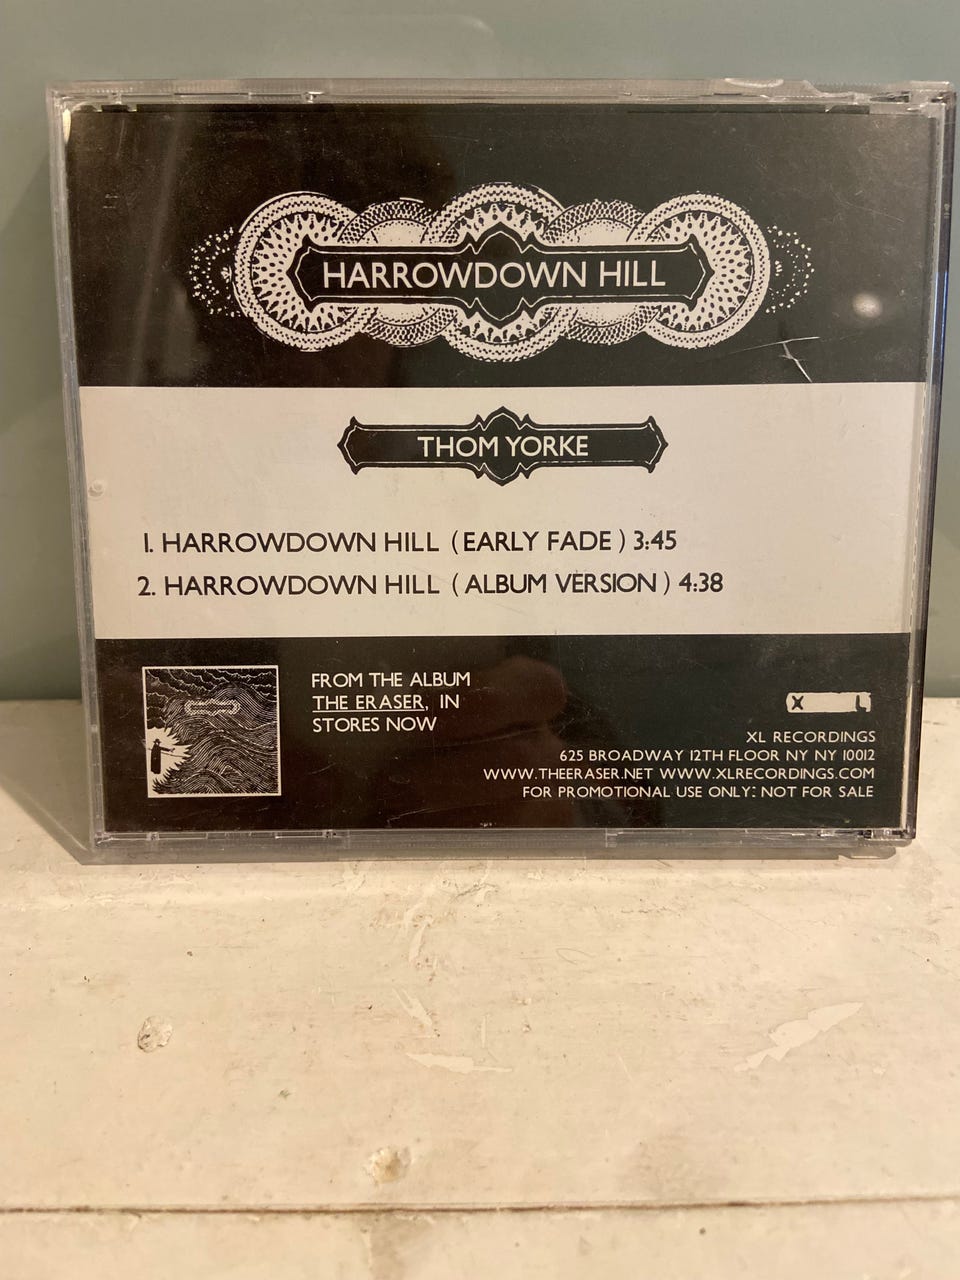 HARROWDOWN HILL
THOM YORKE
1. HARROWDOWN HILL (EARLY FADE) 3:45
2. HARROWDOWN HILL (ALBUM VERSION) 4:38
FROM THE ALBUM
THE ERASER, IN
STORES NOW
X L
XL RECORDINGS
625 BROADWAY 12TH FLOOR NY NY 10012
WWW.THEERASER.NET WWW.XLRECORDINGS.COM
FOR PROMOTIONAL USE ONLY: NOT FOR SALE